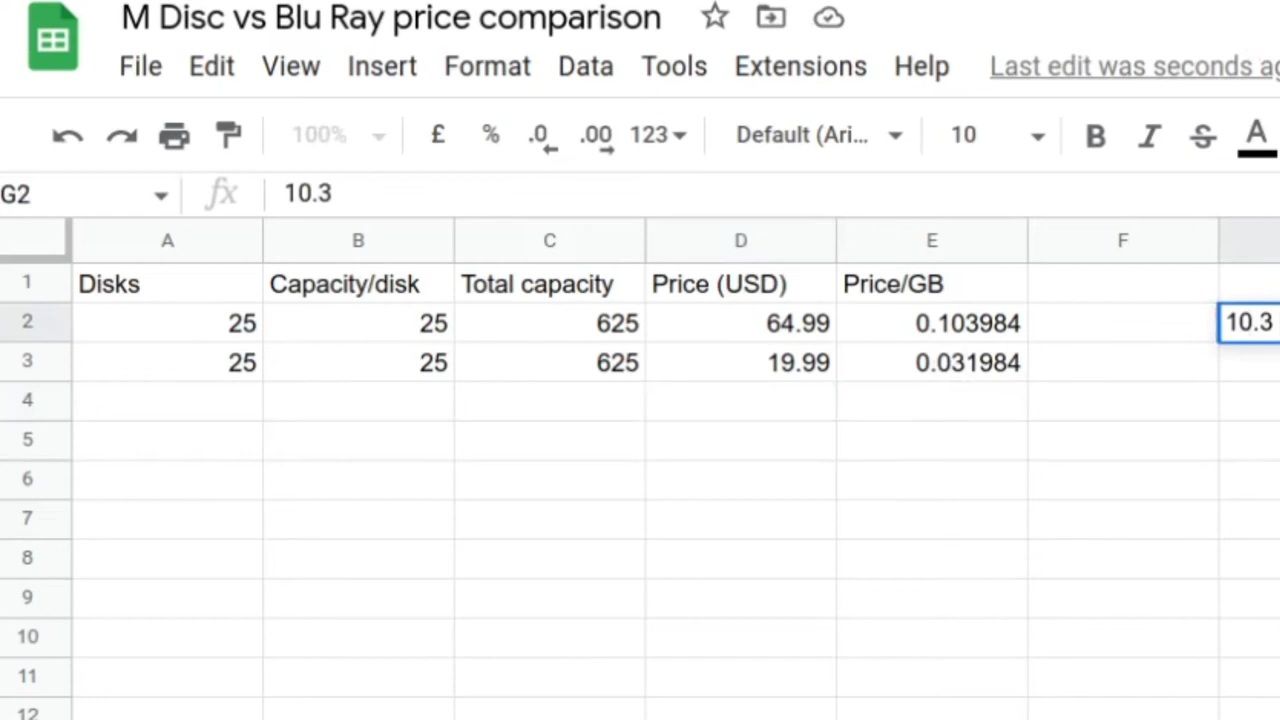 M Disc vs Blu Ray price comparison
File Edit View Insert Format Data Tools Extensions Help Last edit was seconds ag
100% £ % .0 .00 123 Default (Ari... 10 B I S A
G2 fx 10.3
A B C D E F
1 Disks Capacity/disk Total capacity Price (USD) Price/GB
2 25 25 625 64.99 0.103984 10.3
3 25 25 625 19.99 0.031984
4
5
6
7
8
9
10
11
12